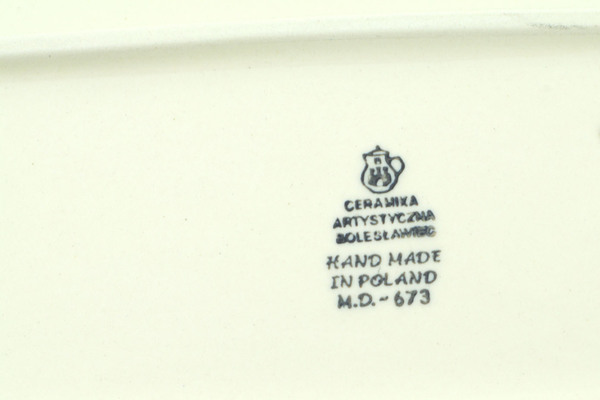 CERAMIKA
ARTYSTYCZNA
BOLESŁAWIEC
HAND MADE
IN POLAND
M.D. - 673